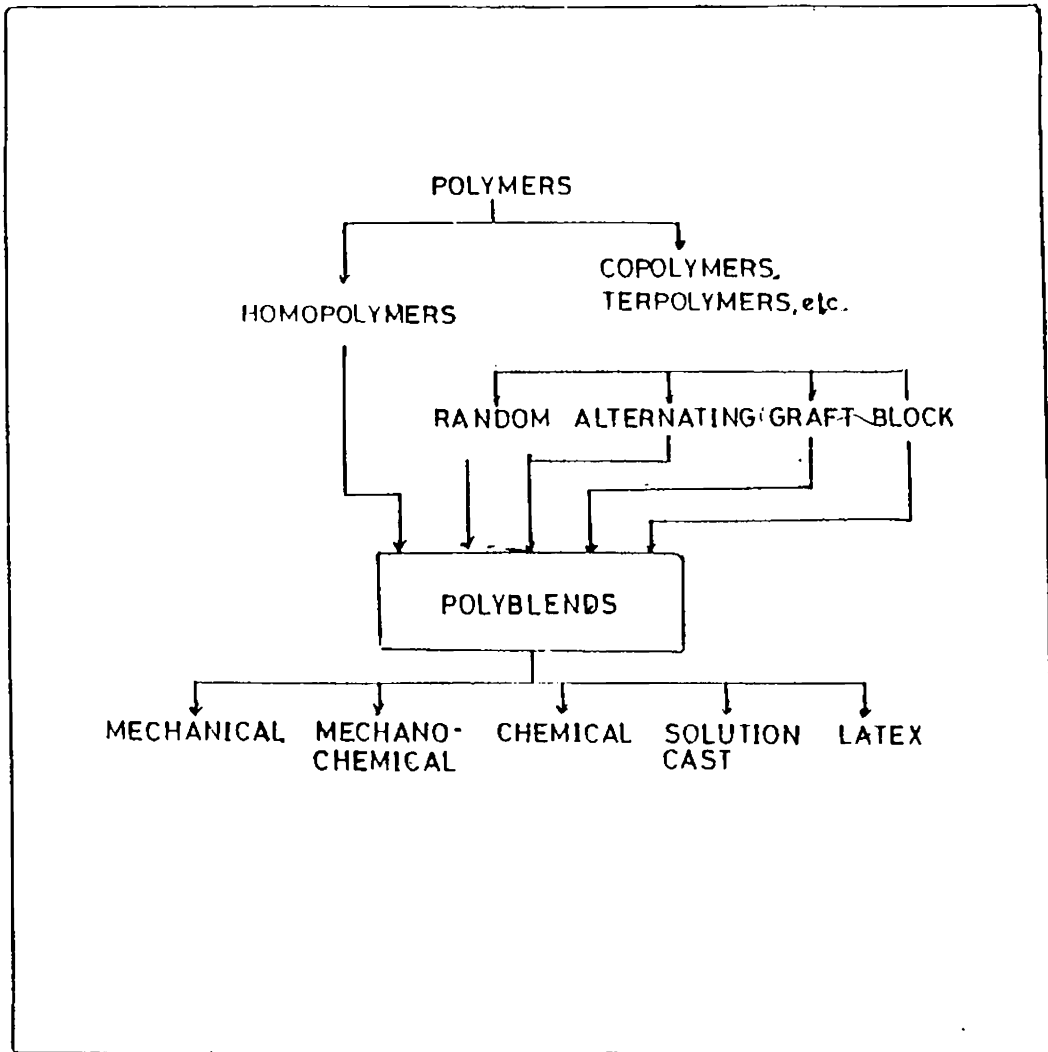 POLYMERS
COPOLYMERS,
TERPOLYMERS, etc.
HOMOPOLYMERS
RANDOM ALTERNATING GRAFT BLOCK
POLYBLENDS
MECHANICAL MECHANO- CHEMICAL SOLUTION LATEX
CHEMICAL CAST